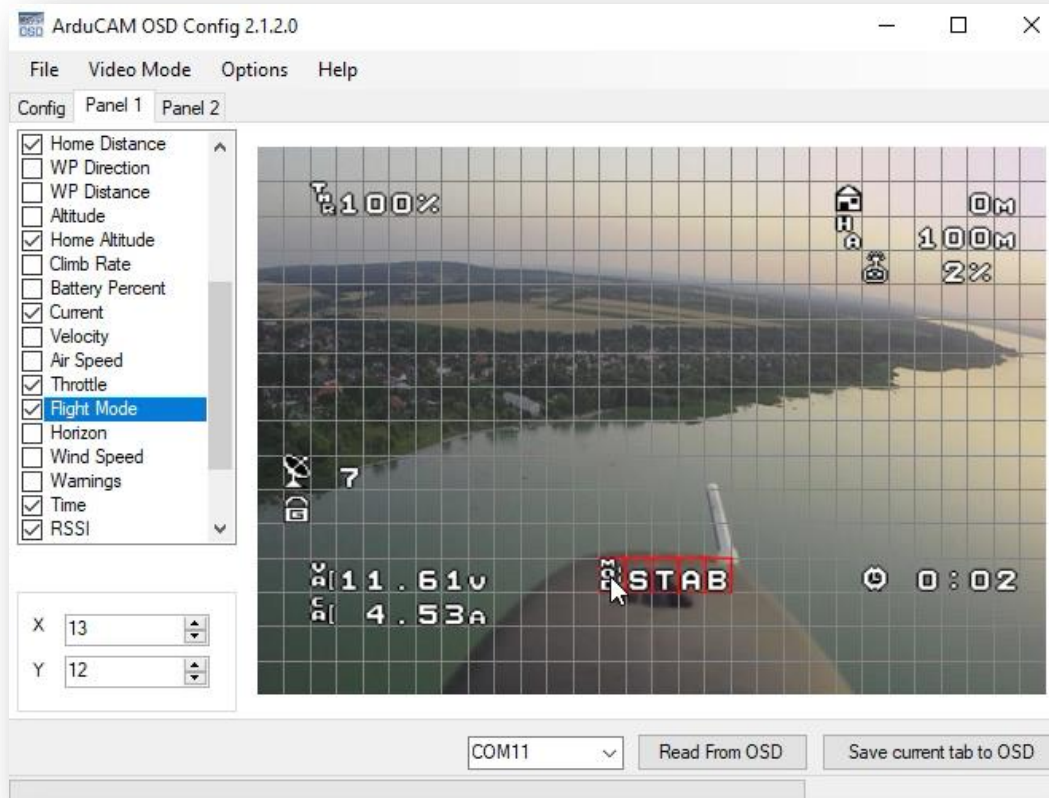 ArduCAM OSD Config 2.1.2.0
File Video Mode Options Help
Config Panel 1 Panel 2
Home Distance
WP Direction
WP Distance
Altitude
Home Altitude
Climb Rate
Battery Percent
Current
Velocity
Air Speed
Throttle
Flight Mode
Horizon
Wind Speed
Warnings
Time
RSSI
X 13
Y 12
THR 100%
0M
HA 100M
2%
7
G
STAB
11.61V
4.53A
0:02
COM11 Read From OSD Save current tab to OSD